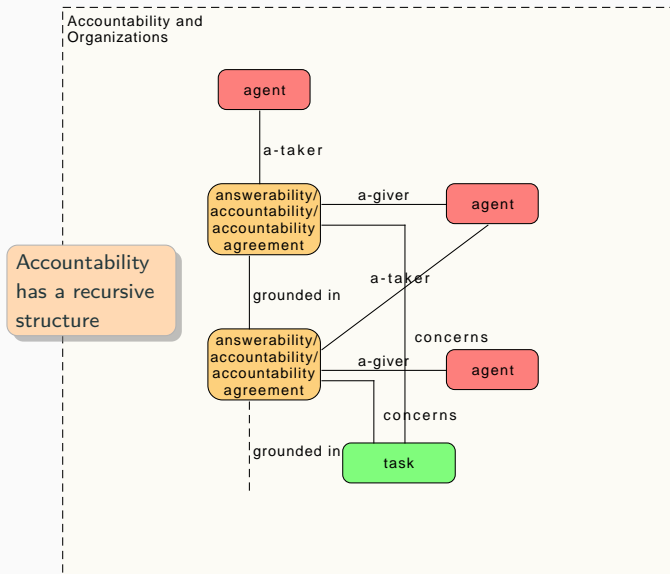 Accountability and
Organizations
agent
a-taker
answerability/
accountability/
accountability
agreement
a-giver
agent
a-taker
Accountability
has a recursive
structure
grounded in
concerns
answerability/
accountability/
accountability
agreement
a-giver
agent
concerns
grounded in
task